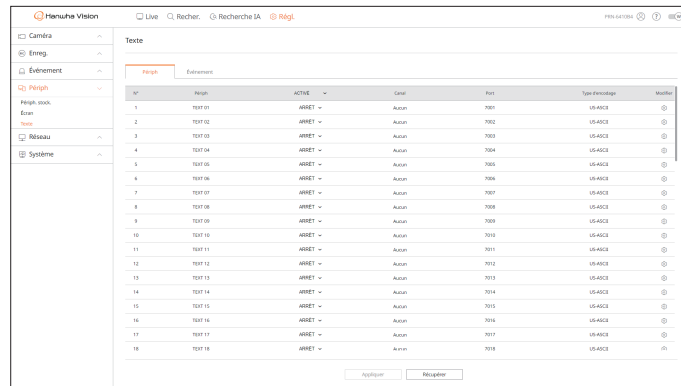 Hanwha Vision
Live Recher. Recherche IA Régl.
PRN-6410B4
Caméra
Enreg.
Évènement
Périph
Périph. stock.
Écran
Texte
Réseau
Système
Texte
Périph Événement
N° Périph ACTIVÉ Canal Port Type d'encodage Modifier
1 TEXT 01 ARRÊT Aucun 7001 US-ASCII
2 TEXT 02 ARRÊT Aucun 7002 US-ASCII
3 TEXT 03 ARRÊT Aucun 7003 US-ASCII
4 TEXT 04 ARRÊT Aucun 7004 US-ASCII
5 TEXT 05 ARRÊT Aucun 7005 US-ASCII
6 TEXT 06 ARRÊT Aucun 7006 US-ASCII
7 TEXT 07 ARRÊT Aucun 7007 US-ASCII
8 TEXT 08 ARRÊT Aucun 7008 US-ASCII
9 TEXT 09 ARRÊT Aucun 7009 US-ASCII
10 TEXT 10 ARRÊT Aucun 7010 US-ASCII
11 TEXT 11 ARRÊT Aucun 7011 US-ASCII
12 TEXT 12 ARRÊT Aucun 7012 US-ASCII
13 TEXT 13 ARRÊT Aucun 7013 US-ASCII
14 TEXT 14 ARRÊT Aucun 7014 US-ASCII
15 TEXT 15 ARRÊT Aucun 7015 US-ASCII
16 TEXT 16 ARRÊT Aucun 7016 US-ASCII
17 TEXT 17 ARRÊT Aucun 7017 US-ASCII
18 TEXT 18 ARRÊT Aucun 7018 US-ASCII
Appliquer Récupérer